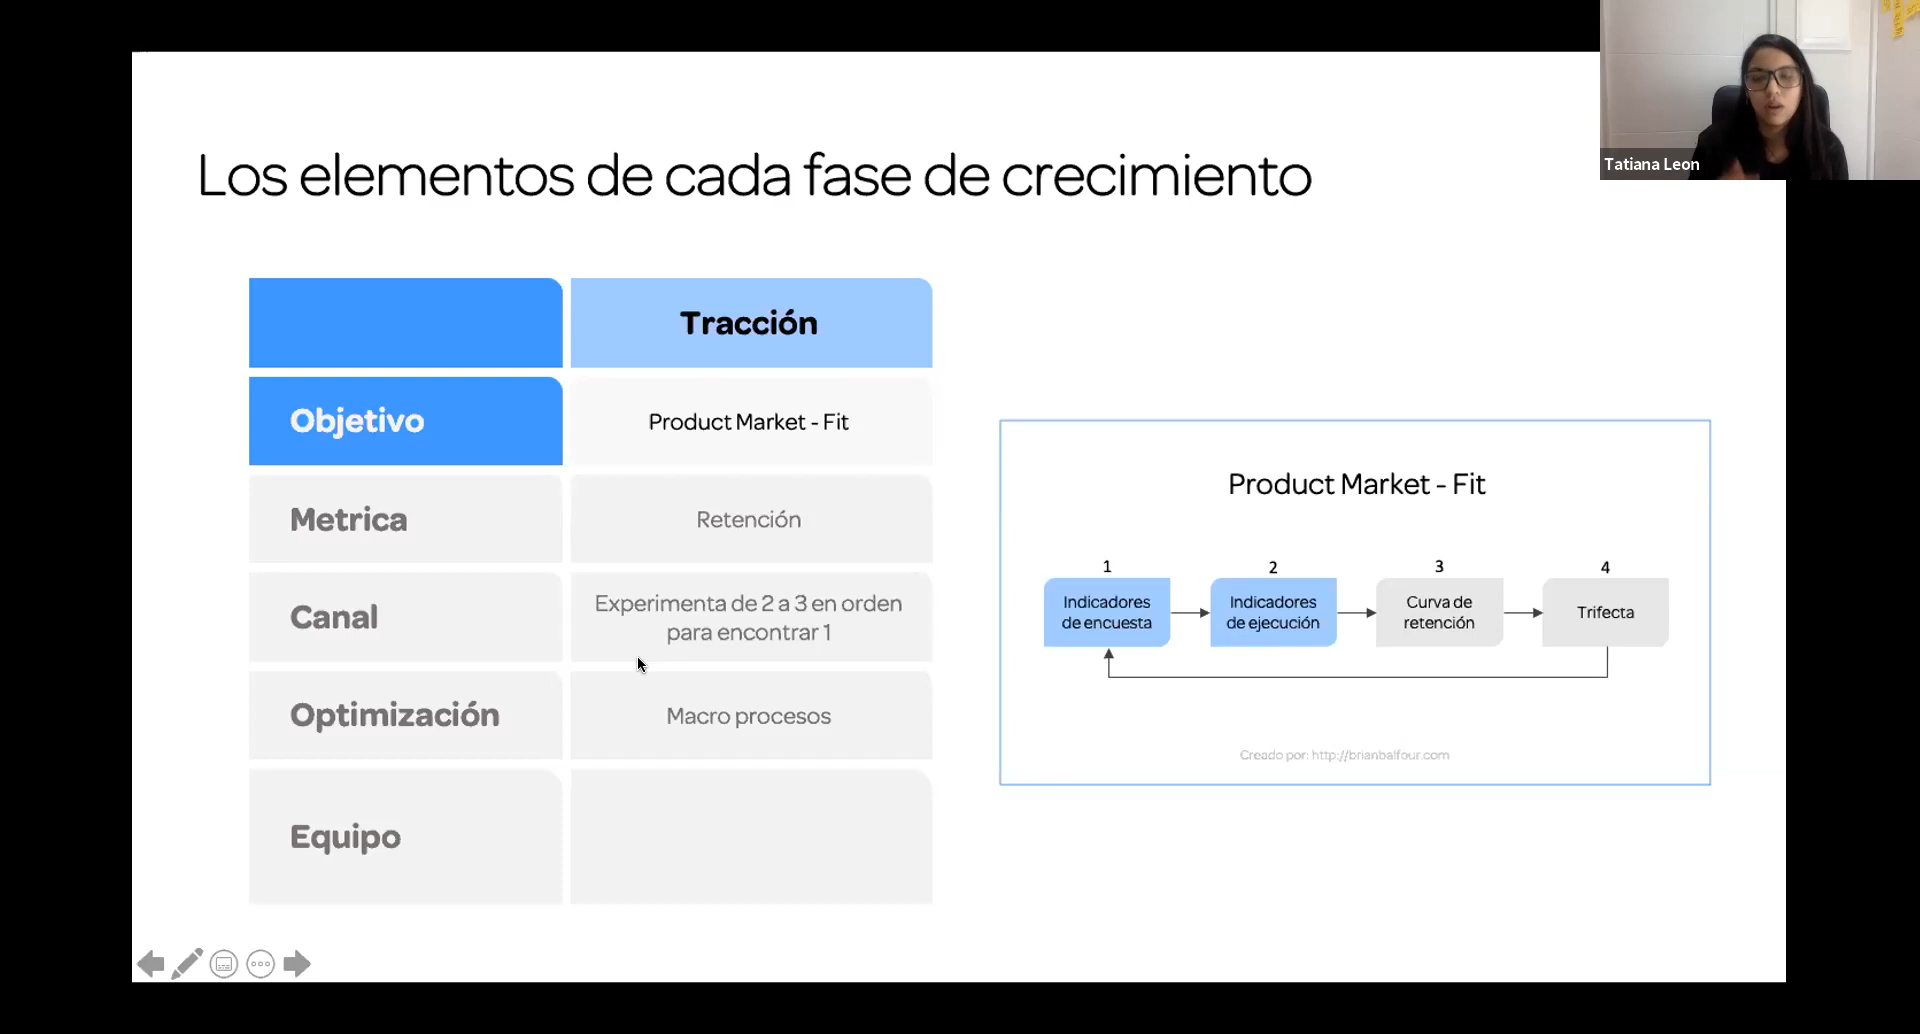 Tatiana Leon
Los elementos de cada fase de crecimiento
Tracción
Objetivo
Product Market - Fit
Metrica
Retención
Canal
Experimenta de 2 a 3 en orden
para encontrar 1
Optimización
Macro procesos
Equipo
Product Market - Fit
1
Indicadores
de encuesta
2
Indicadores
de ejecución
3
Curva de
retención
4
Trifecta
Creado por: http://brianbalfour.com